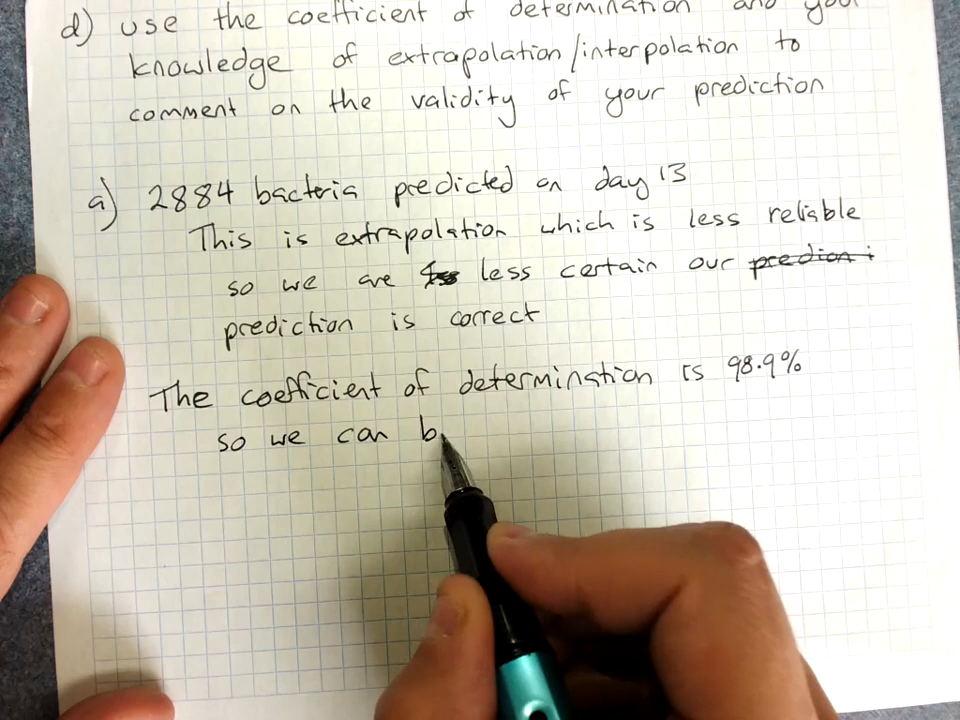 d) use the coefficient of determination and your
knowledge of extrapolation/interpolation to
comment on the validity of your prediction
a) 2884 bacteria predicted on day 13
This is extrapolation which is less reliable
so we are less certain our
prediction is correct
The coefficient of determination is 98.9%
so we can b